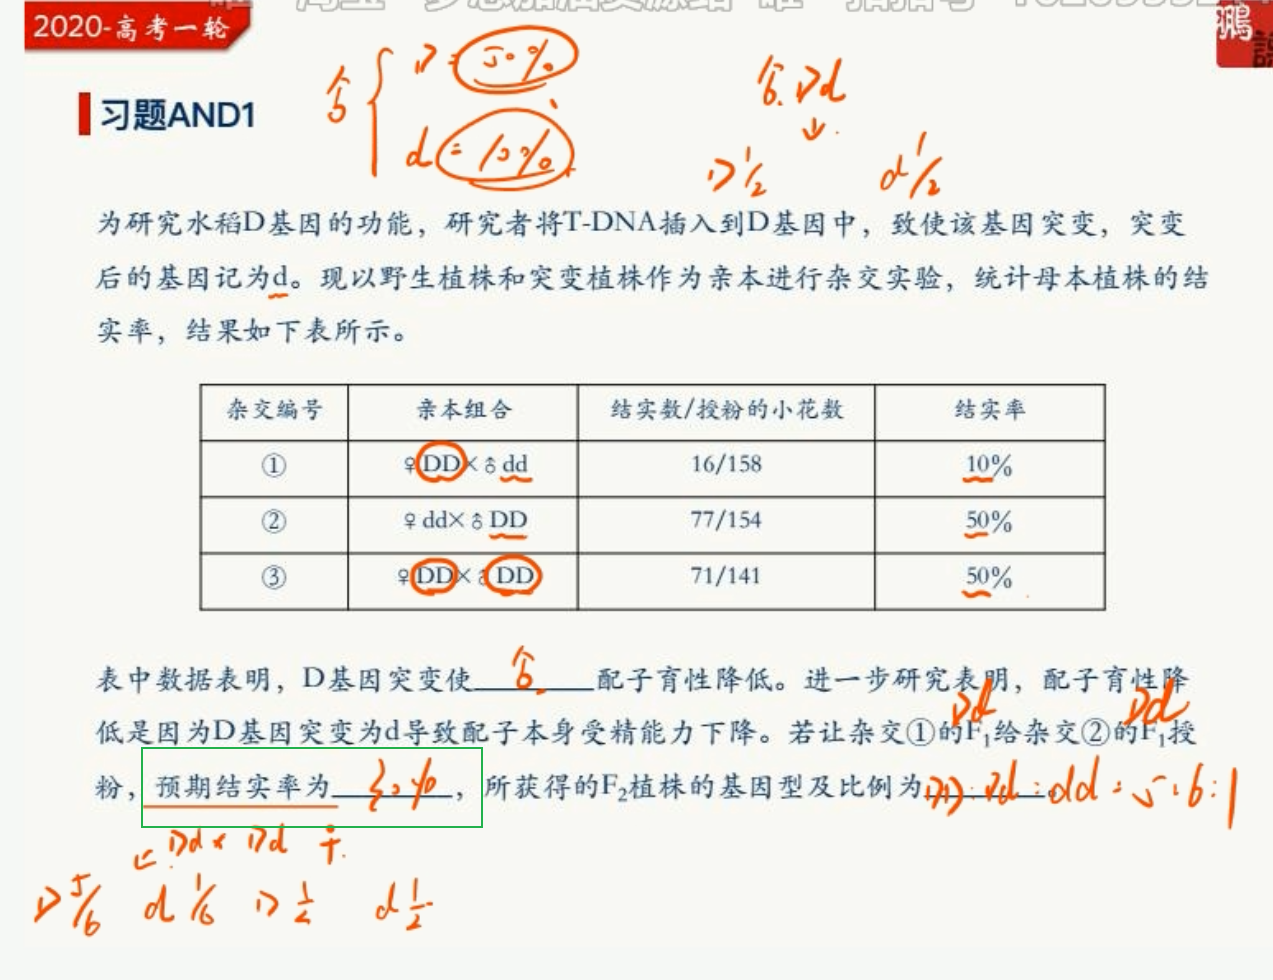 2020-高考一轮
鹏
♂ D = 50%
d = 10%
♂ Dd
D 1/2 d 1/2
习题AND1
为研究水稻D基因的功能，研究者将T-DNA插入到D基因中，致使该基因突变，突变
后的基因记为d。现以野生植株和突变植株作为亲本进行杂交实验，统计母本植株的结
实率，结果如下表所示。
杂交编号 亲本组合 结实数/授粉的小花数 结实率
① ♀DD×♂dd 16/158 10%
② ♀dd×♂DD 77/154 50%
③ ♀DD×♂DD 71/141 50%
表中数据表明，D基因突变使 ♂ 配子育性降低。进一步研究表明，配子育性降
Dd Dd
低是因为D基因突变为d导致配子本身受精能力下降。若让杂交①的F₁给杂交②的F₁授
粉，预期结实率为 30% ，所获得的F₂植株的基因型及比例为 DD:Dd:dd=5:6:1
Dd × Dd ♀
D 5/6 d 1/6 D 1/2 d 1/2